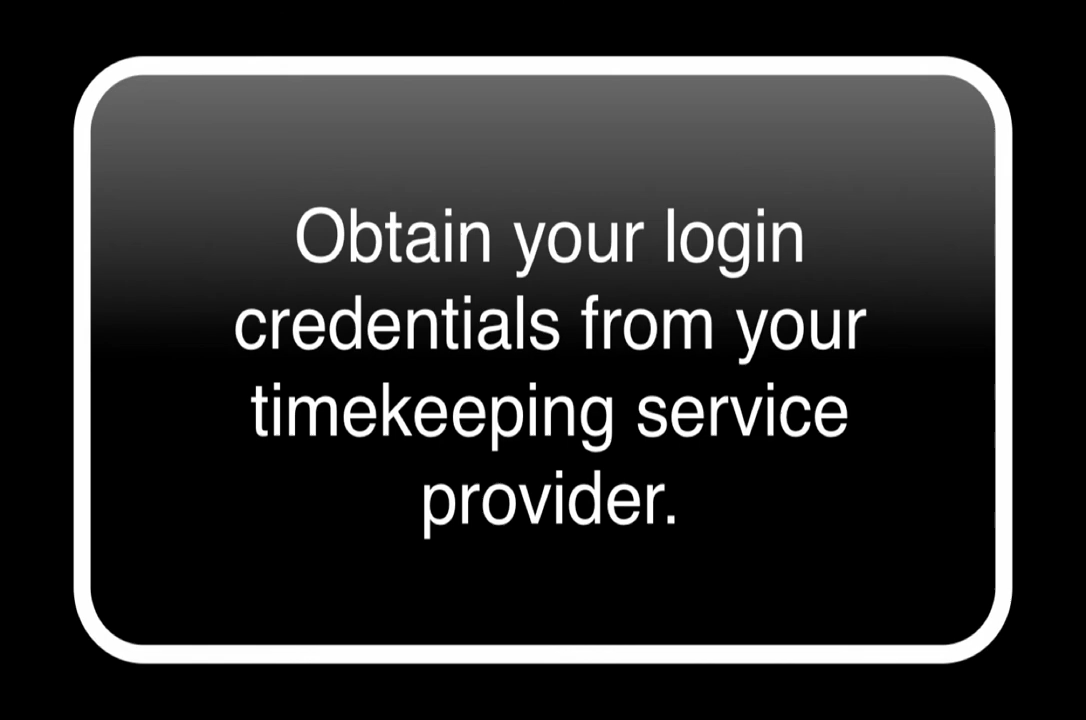 Obtain your login
credentials from your
timekeeping service
provider.